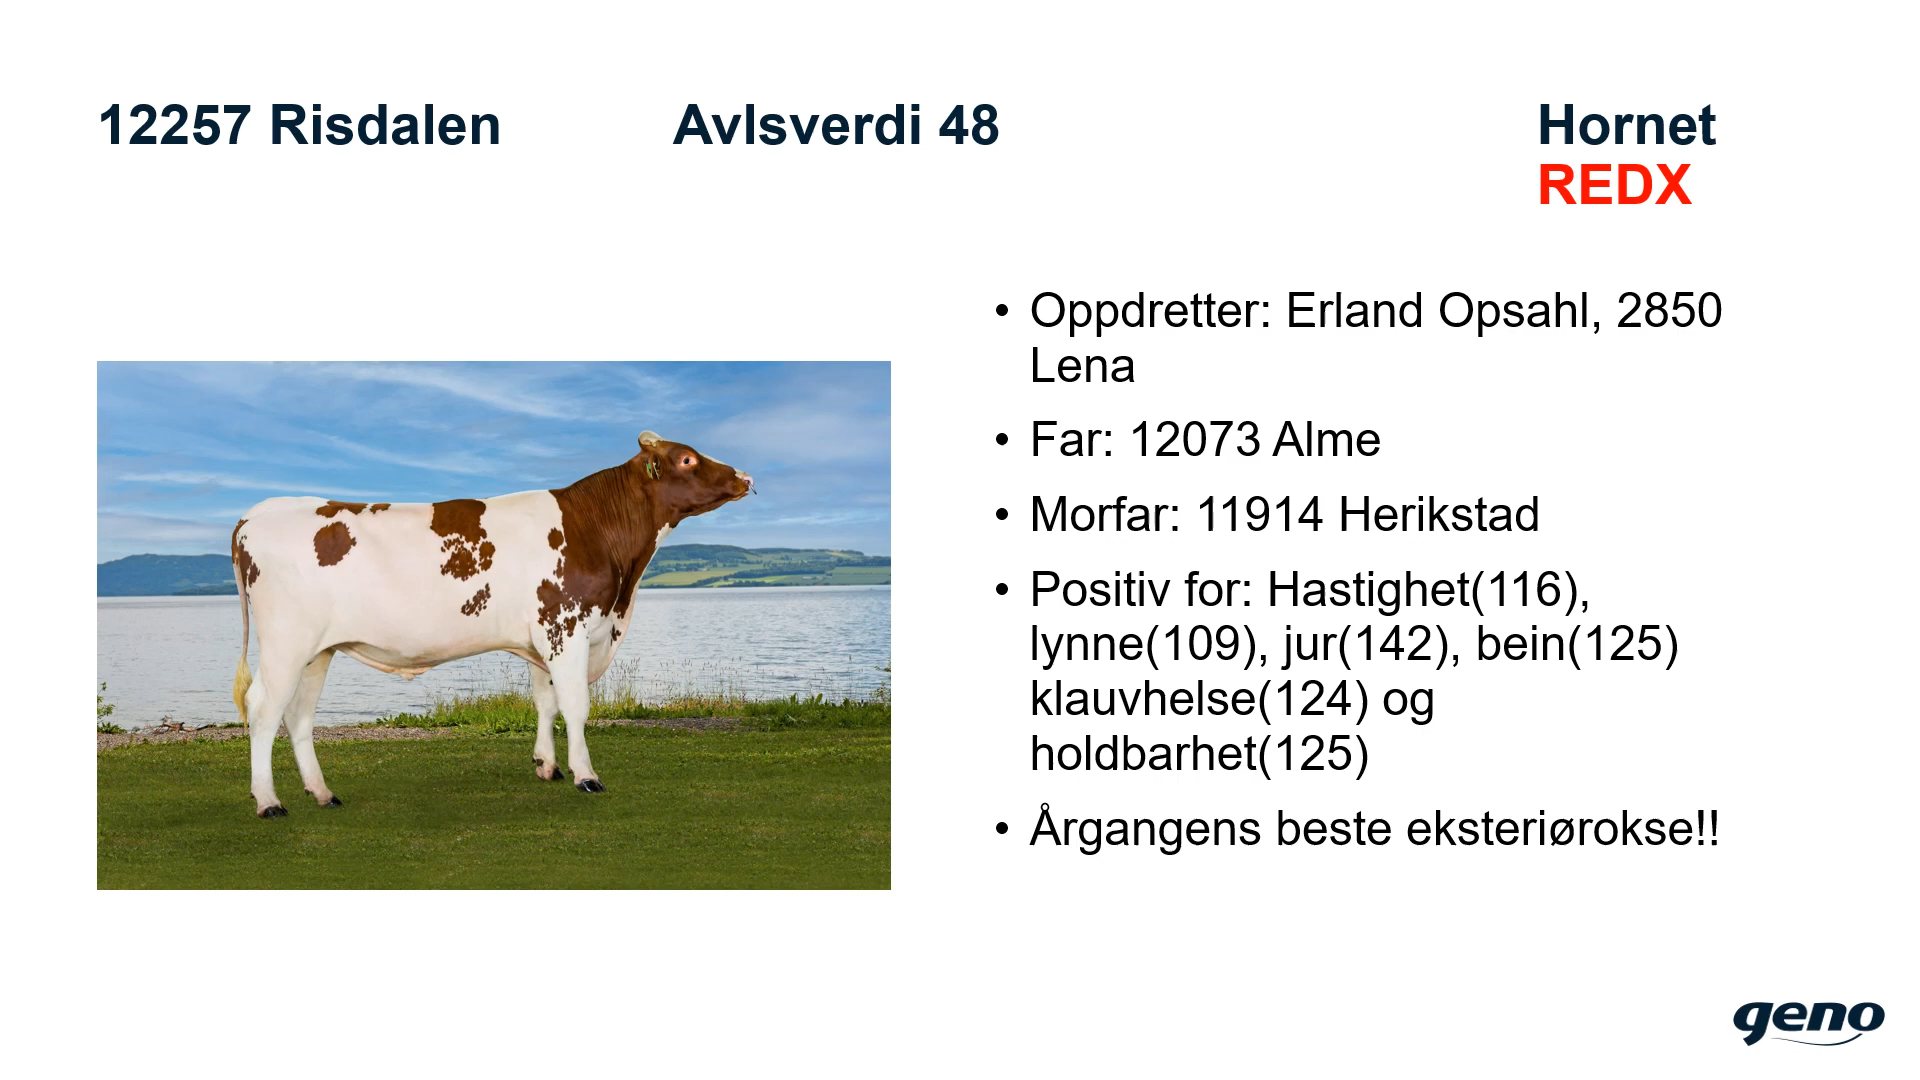 12257 Risdalen Avlsverdi 48 Hornet
REDX
• Oppdretter: Erland Opsahl, 2850
Lena
• Far: 12073 Alme
• Morfar: 11914 Herikstad
• Positiv for: Hastighet(116),
lynne(109), jur(142), bein(125)
klauvhelse(124) og
holdbarhet(125)
• Årgangens beste eksteriørokse!!
geno